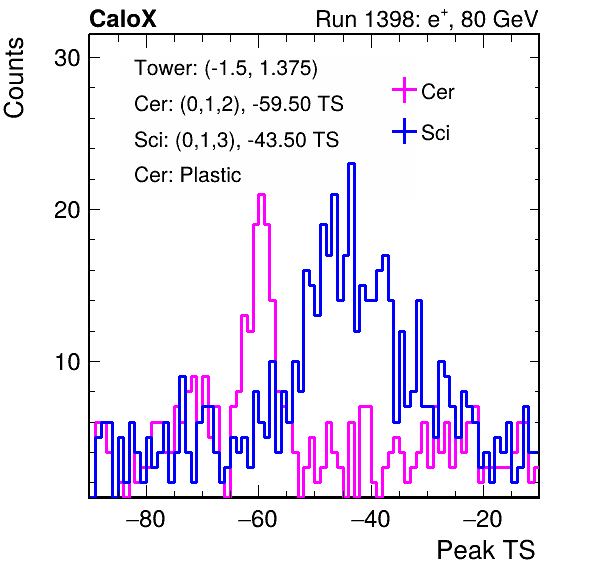 CaloX Run 1398: e⁺, 80 GeV
Counts
30
20
10
Tower: (-1.5, 1.375)
Cer: (0,1,2), -59.50 TS
Sci: (0,1,3), -43.50 TS
Cer: Plastic
Cer
Sci
−80 −60 −40 −20
Peak TS